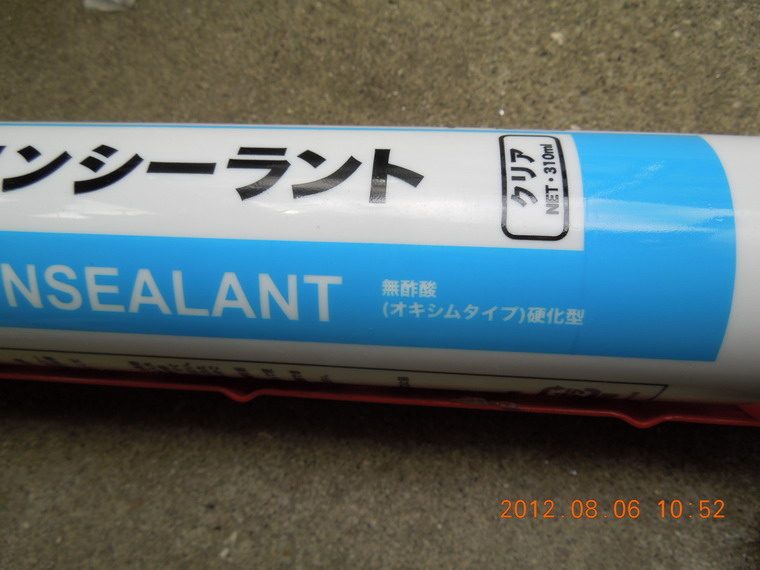 ンシーラント
クリア
NET・310ml
NSEALANT
無酢酸
(オキシムタイプ)硬化型
2012.08.06 10:52